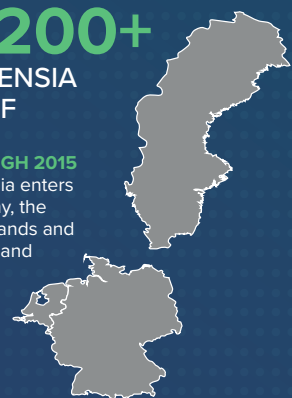 200+
ENSIA
F
GH 2015
ia enters
y, the
ands and
and